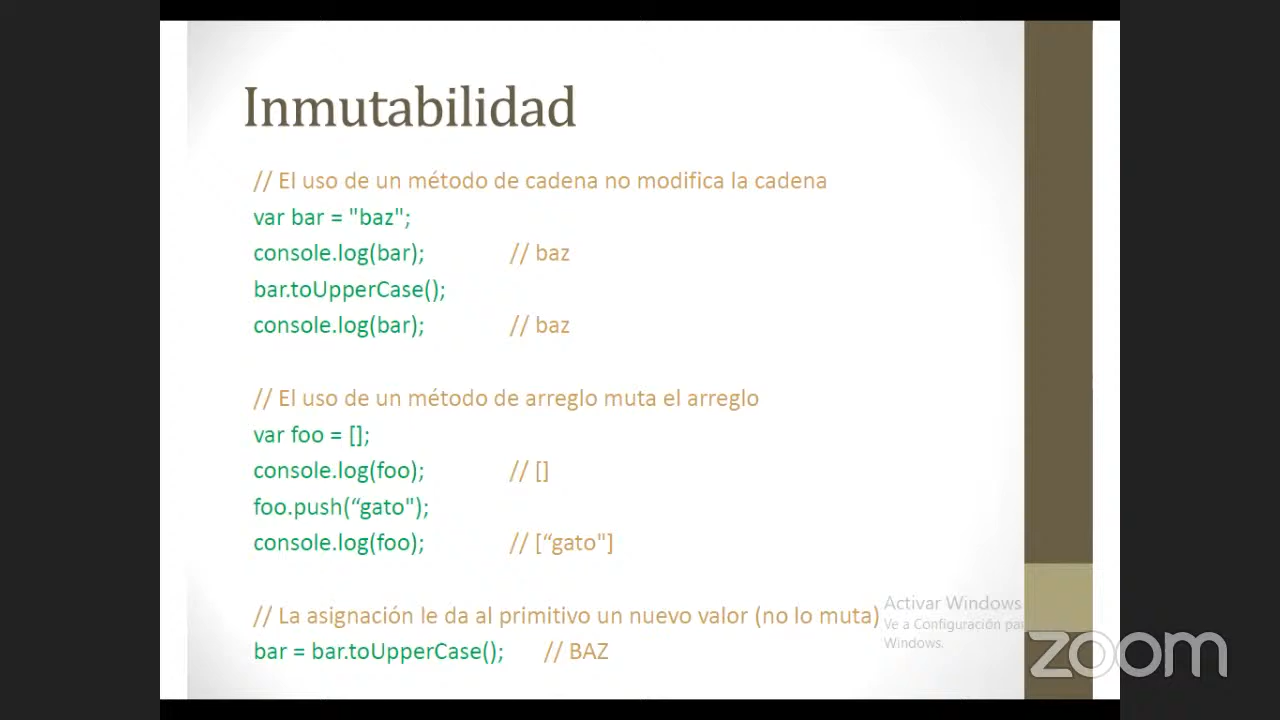 Inmutabilidad
// El uso de un método de cadena no modifica la cadena
var bar = "baz";
console.log(bar); // baz
bar.toUpperCase();
console.log(bar); // baz
// El uso de un método de arreglo muta el arreglo
var foo = [];
console.log(foo); // []
foo.push(“gato");
console.log(foo); // [“gato"]
// La asignación le da al primitivo un nuevo valor (no lo muta)
bar = bar.toUpperCase(); // BAZ
Activar Windows
Ve a Configuración
Windows.
zoom